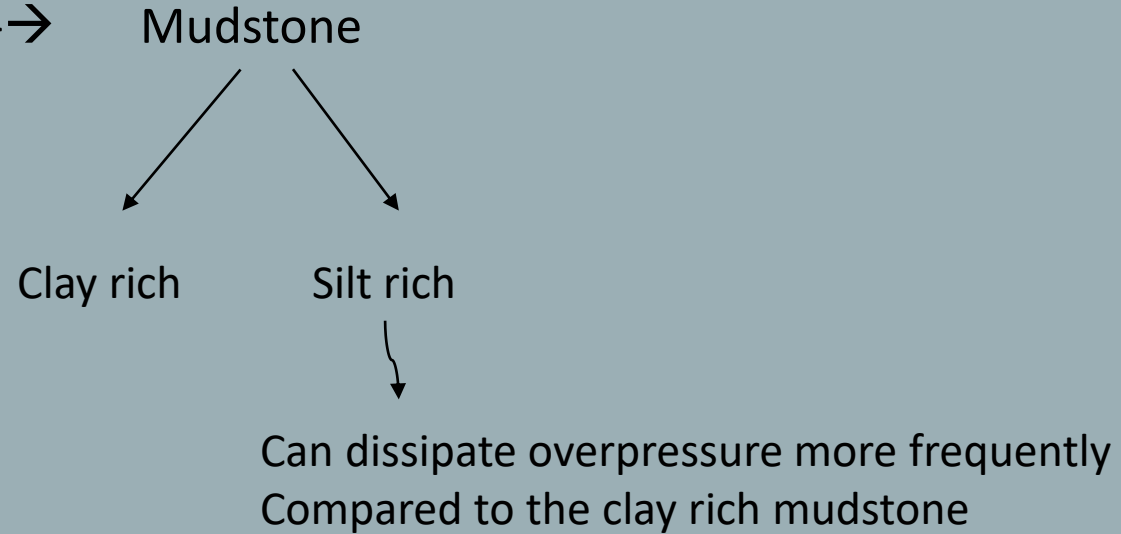 → Mudstone
Clay rich Silt rich
Can dissipate overpressure more frequently
Compared to the clay rich mudstone